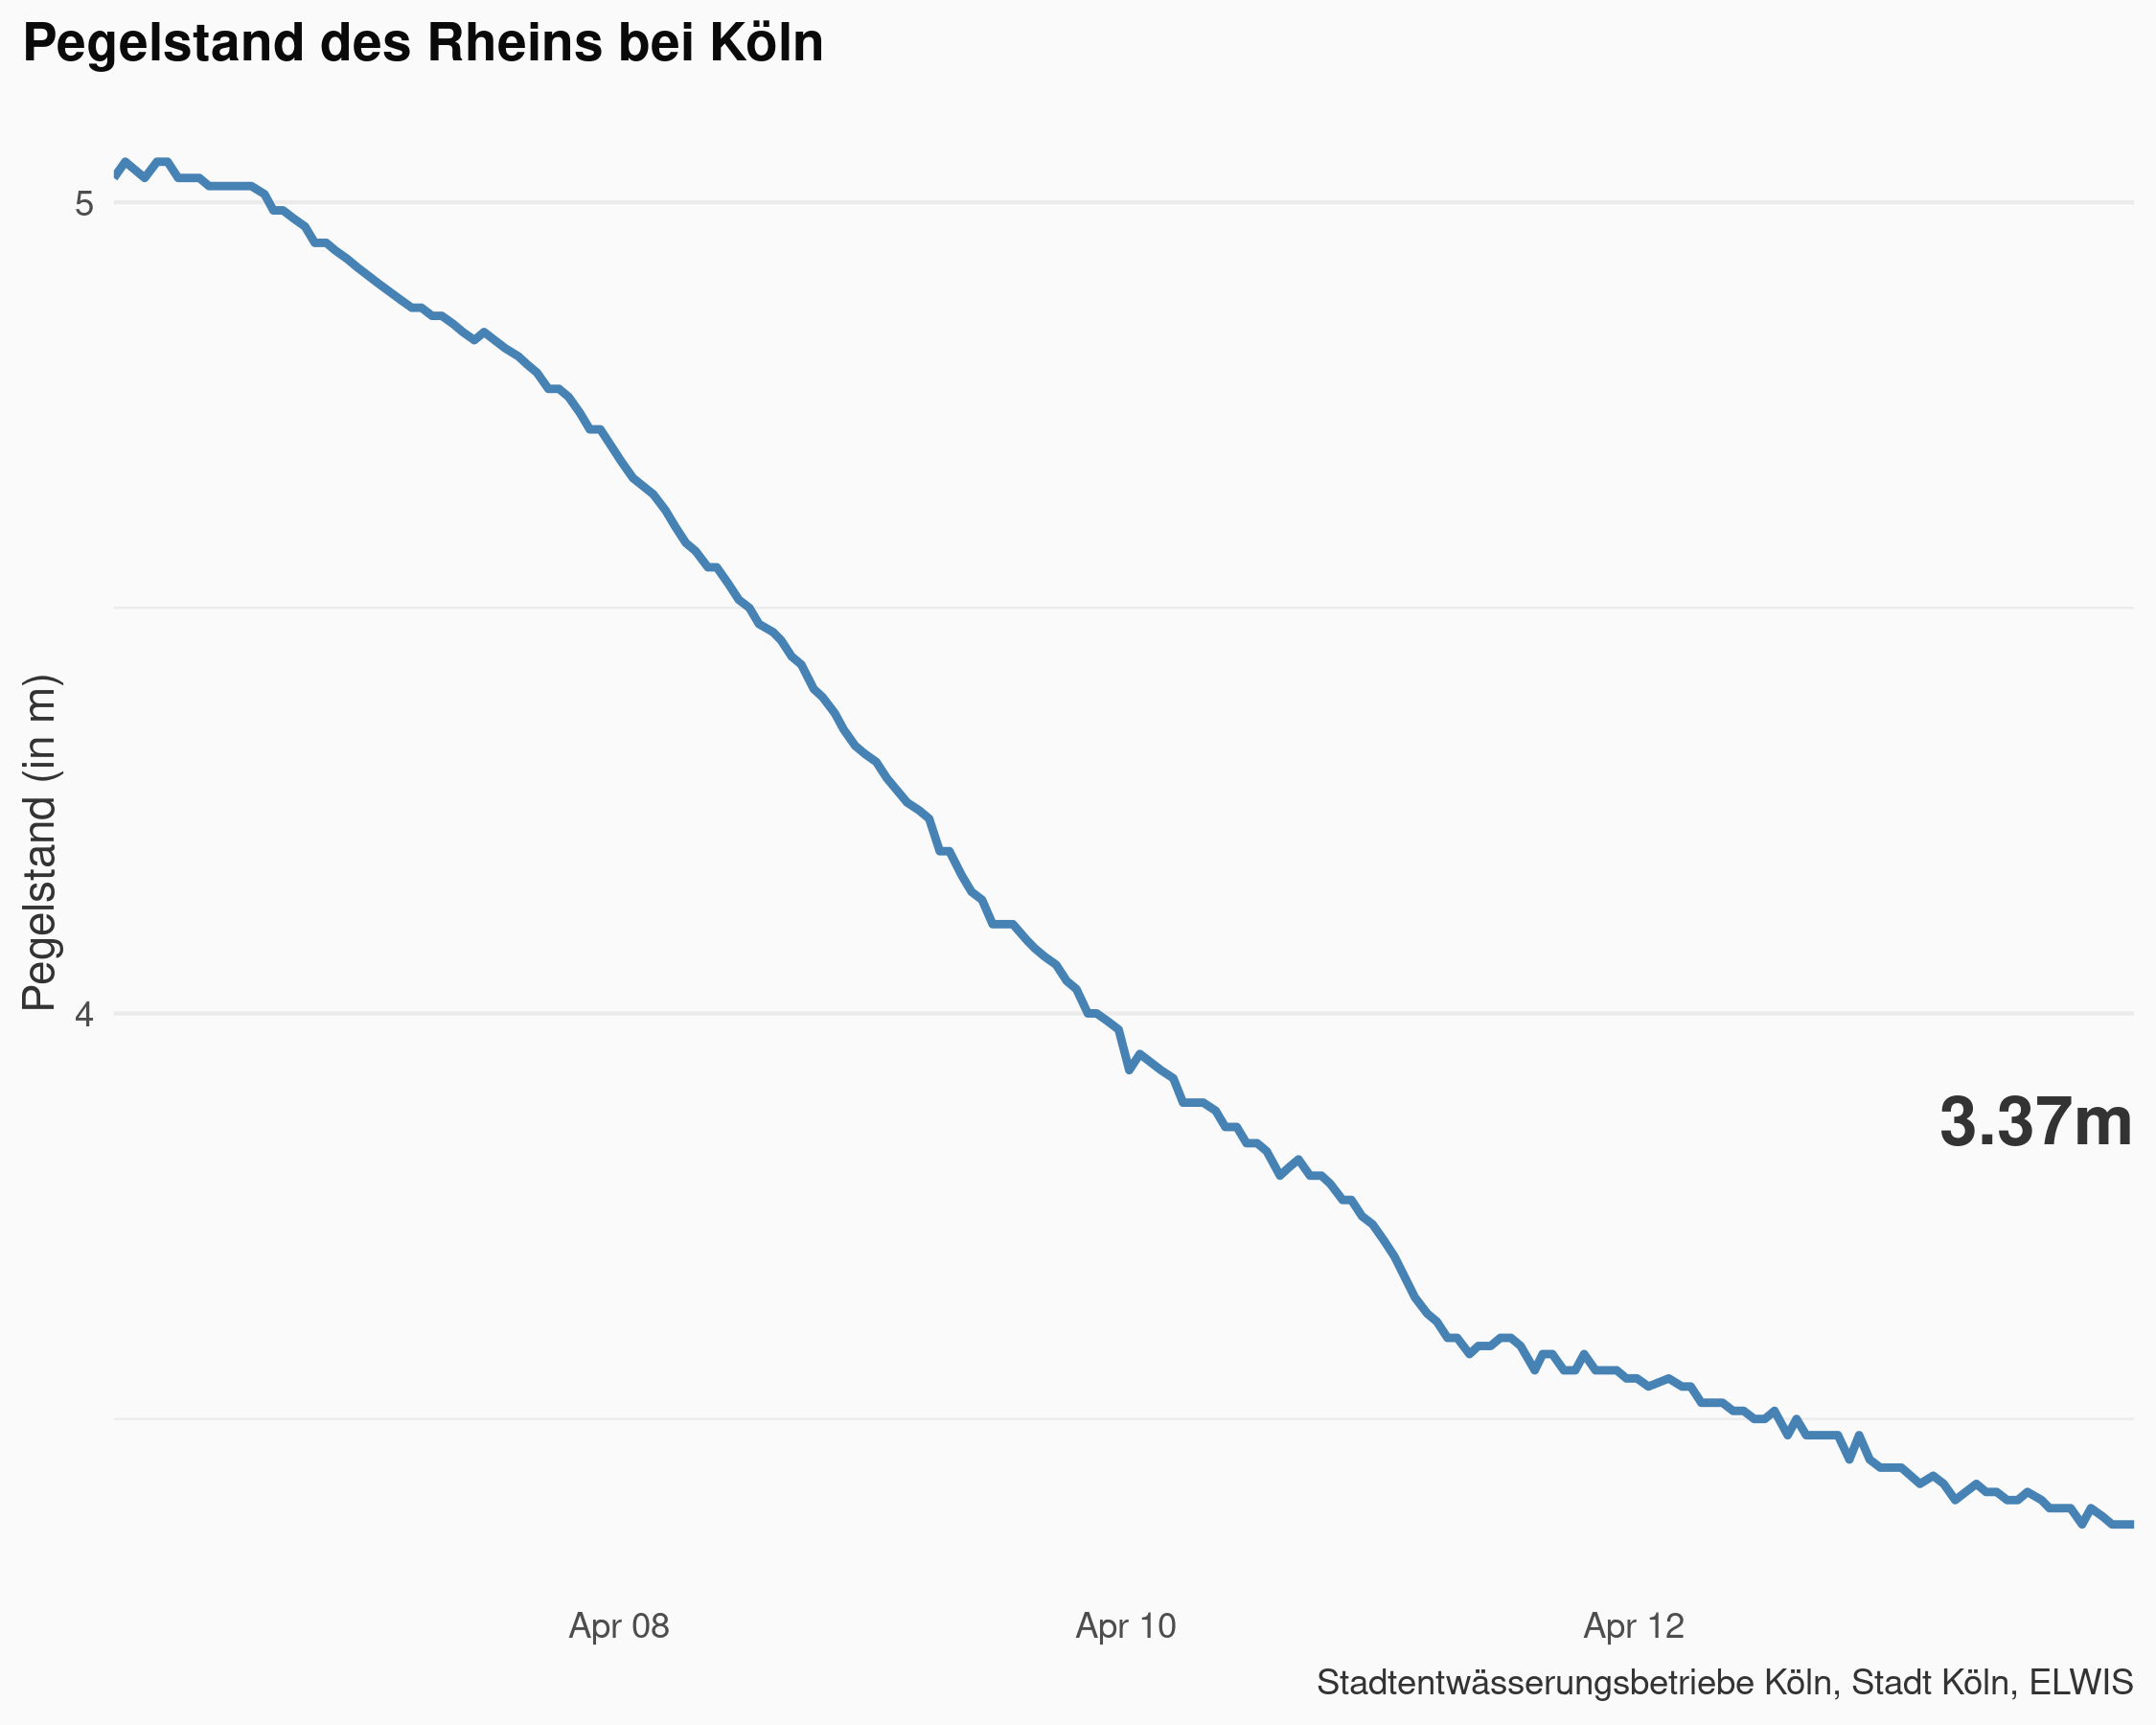 Pegelstand des Rheins bei Köln
Pegelstand (in m)
5
4
3.37m
Apr 08
Apr 10
Apr 12
Stadtentwässerungsbetriebe Köln, Stadt Köln, ELWIS